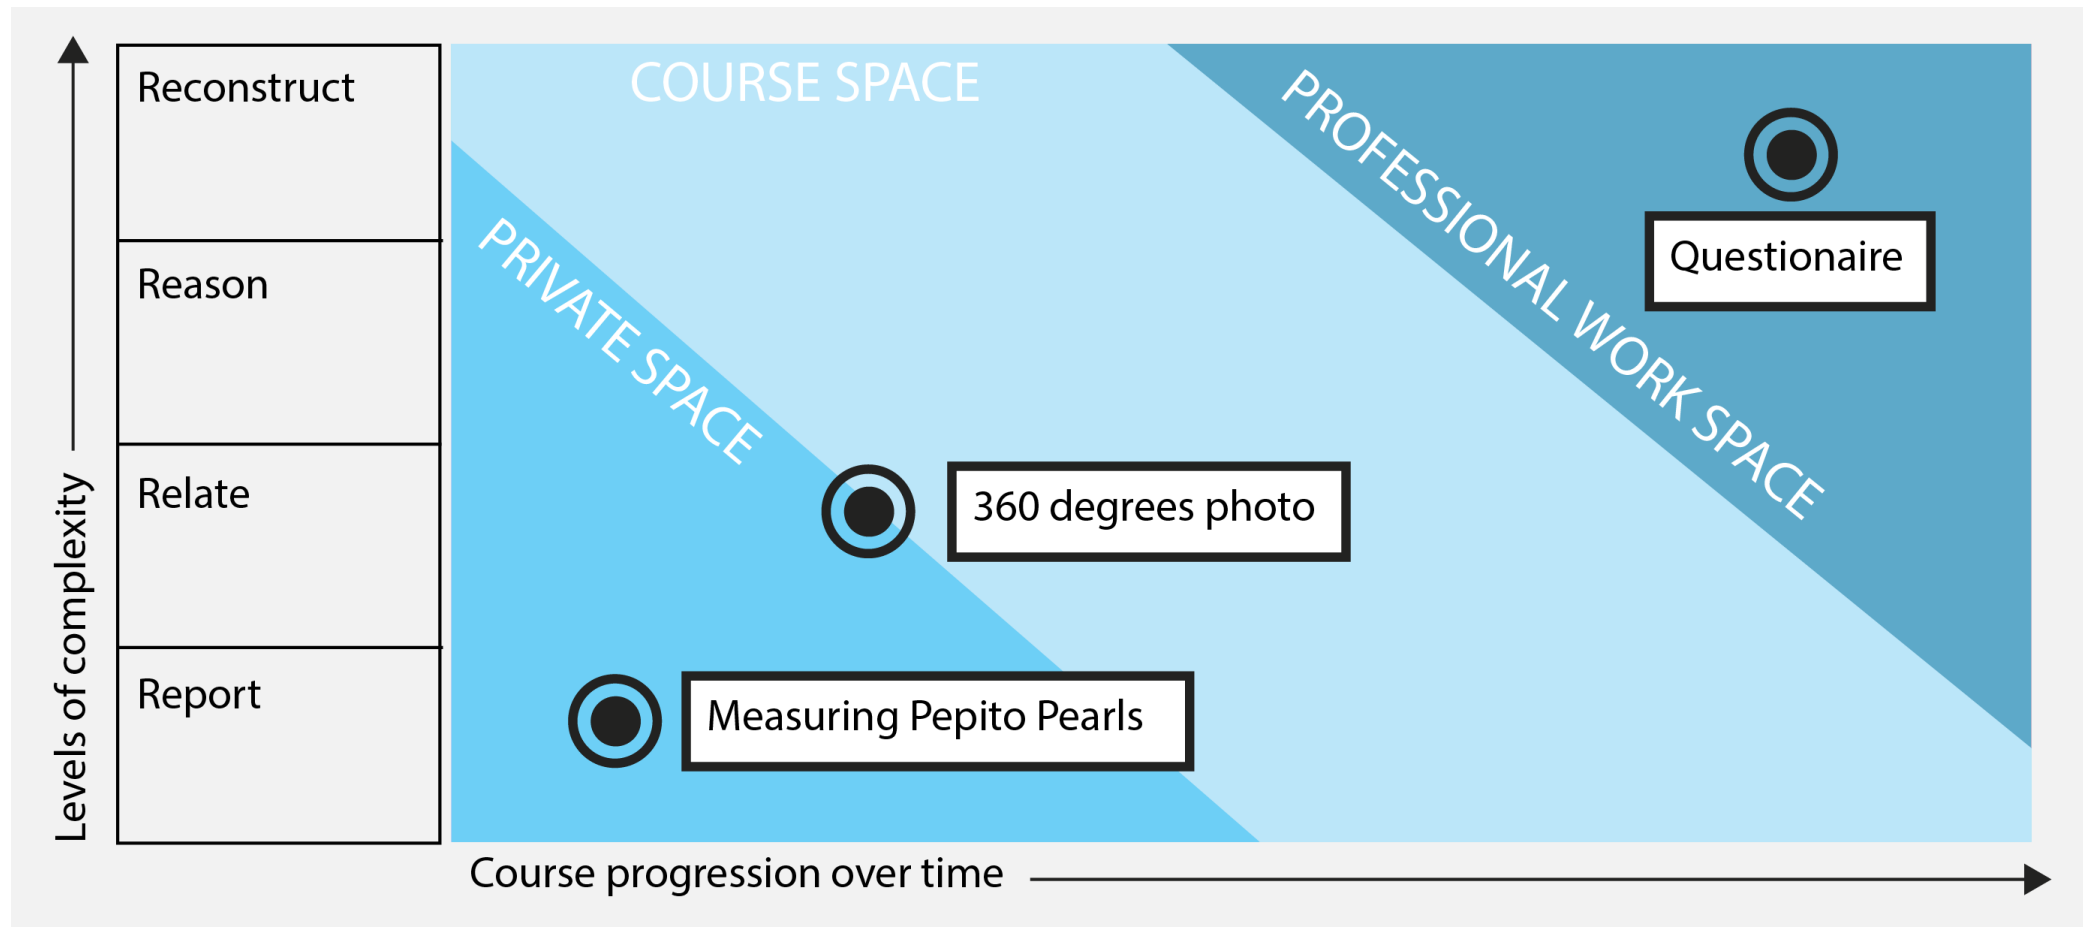 Levels of complexity
Reconstruct
Reason
Relate
Report
COURSE SPACE
PRIVATE SPACE
PROFESSIONAL WORK SPACE
Questionaire
360 degrees photo
Measuring Pepito Pearls
Course progression over time